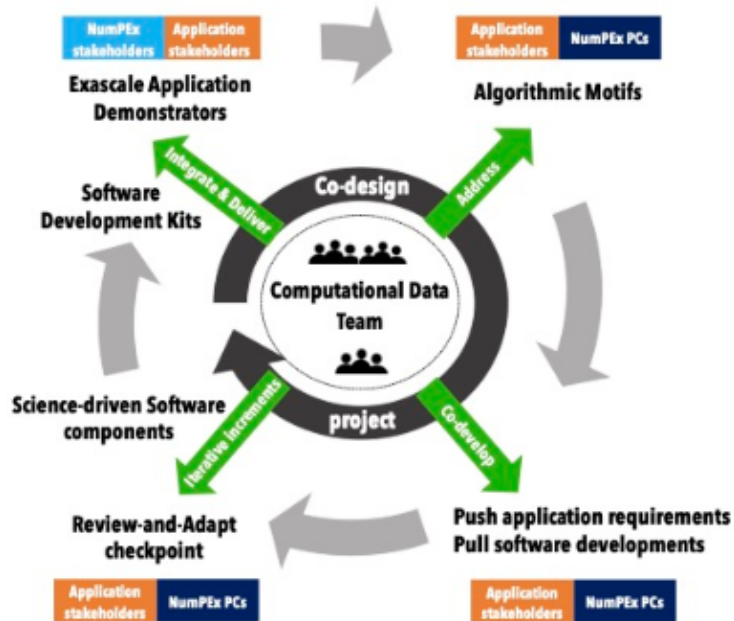 NumPEx
stakeholders
Application
stakeholders
Application
stakeholders
NumPEx PCs
Exascale Application
Demonstrators
Algorithmic Motifs
Integrate & Deliver
Address
Co-design
Software
Development Kits
Computational Data
Team
Science-driven Software
components
Iterative Increments
project
Co-develop
Review-and-Adapt
checkpoint
Push application requirements
Pull software developments
Application
stakeholders
NumPEx PCs
Application
stakeholders
NumPEx PCs